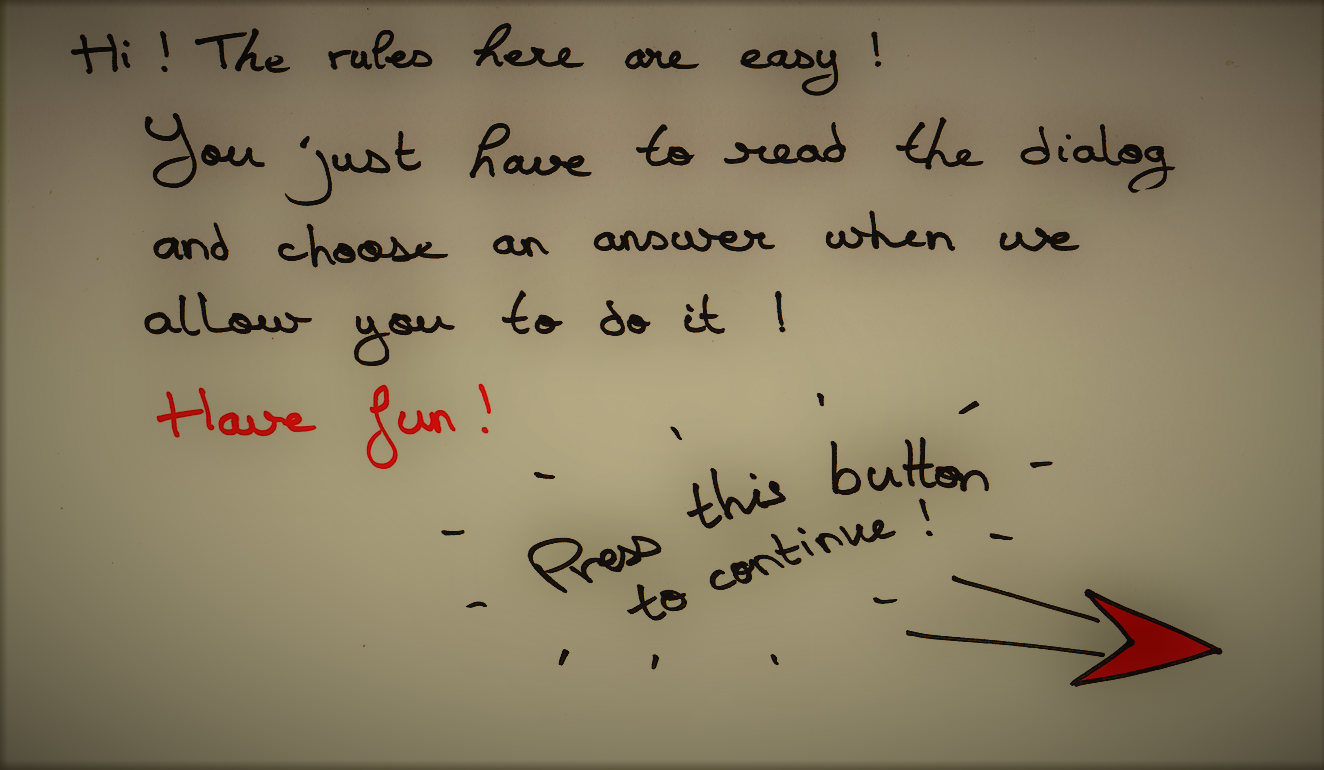 Hi ! The rules here are easy !
You just have to read the dialog
and choose an answer when we
allow you to do it !
Have fun !
Press this button
to continue !